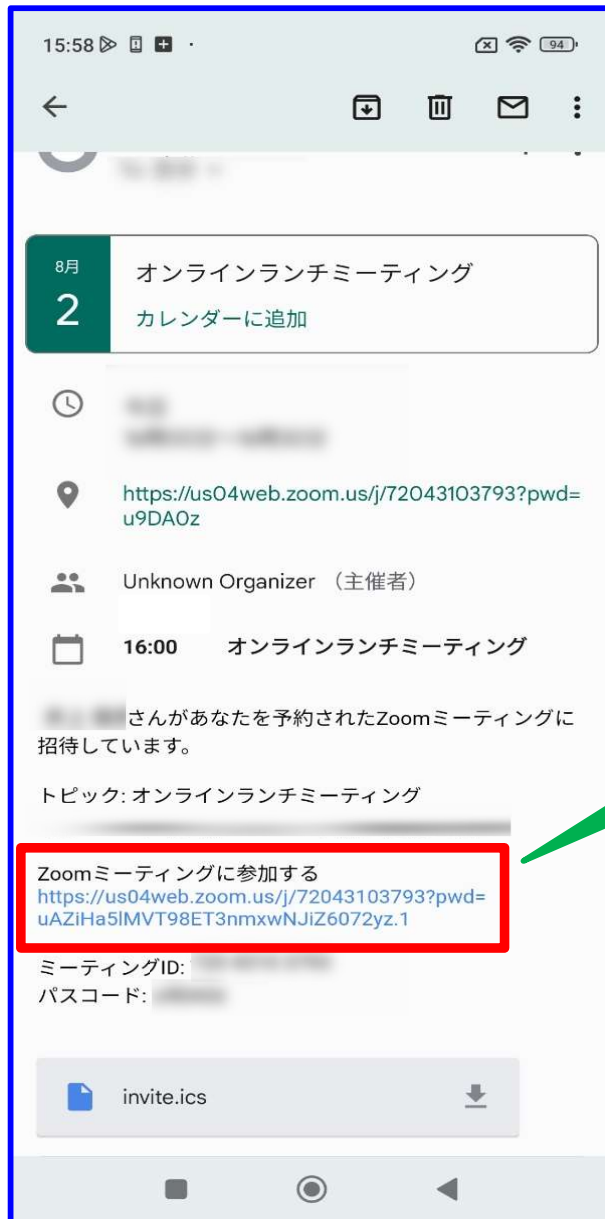 15:58
94
8月
2
オンラインランチミーティング
カレンダーに追加
https://us04web.zoom.us/j/72043103793?pwd=
u9DA0z
Unknown Organizer （主催者）
16:00 オンラインランチミーティング
さんがあなたを予約されたZoomミーティングに
招待しています。
トピック: オンラインランチミーティング
Zoomミーティングに参加する
https://us04web.zoom.us/j/72043103793?pwd=
uAZiHa5lMVT98ET3nmxwNJiZ6072yz.1
ミーティングID:
パスコード:
invite.ics